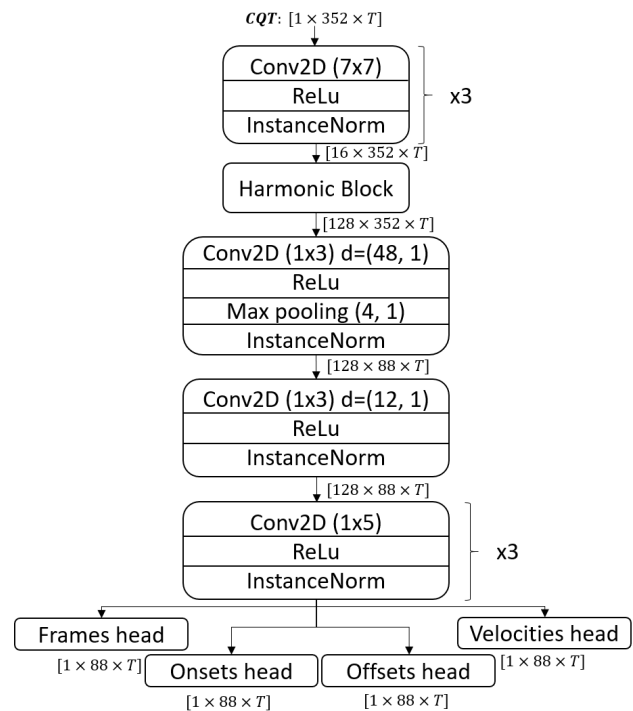 CQT: [1 × 352 × T]
Conv2D (7x7)
ReLu
InstanceNorm
x3
[16 × 352 × T]
Harmonic Block
[128 × 352 × T]
Conv2D (1x3) d=(48, 1)
ReLu
Max pooling (4, 1)
InstanceNorm
[128 × 88 × T]
Conv2D (1x3) d=(12, 1)
ReLu
InstanceNorm
[128 × 88 × T]
Conv2D (1x5)
ReLu
InstanceNorm
x3
Frames head
[1 × 88 × T]
Onsets head
[1 × 88 × T]
Offsets head
[1 × 88 × T]
Velocities head
[1 × 88 × T]